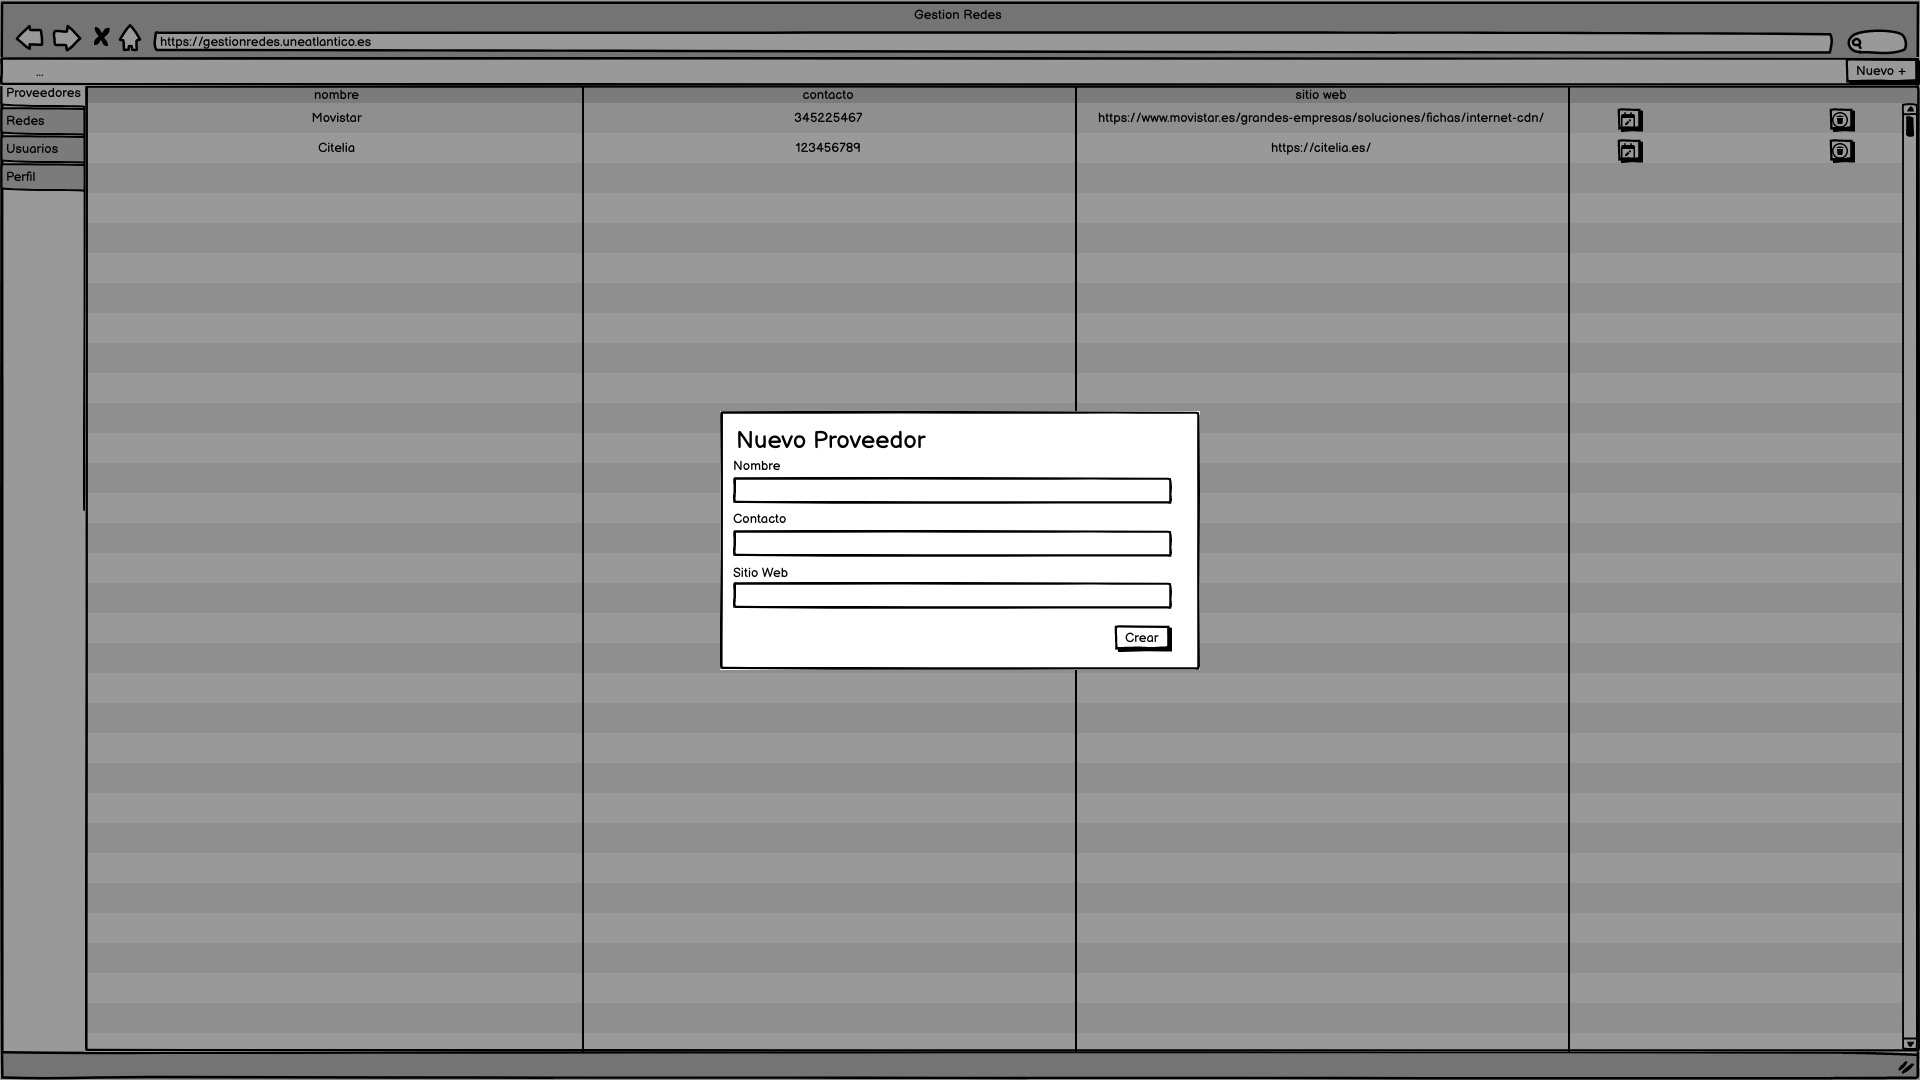 Gestion Redes
https://gestionredes.uneatlantico.es
...
Nuevo +
Proveedores
Redes
Usuarios
Perfil
nombre contacto sitio web
Movistar 345225467 https://www.movistar.es/grandes-empresas/soluciones/fichas/internet-cdn/
Citelia 123456789 https://citelia.es/
Nuevo Proveedor
Nombre
Contacto
Sitio Web
Crear